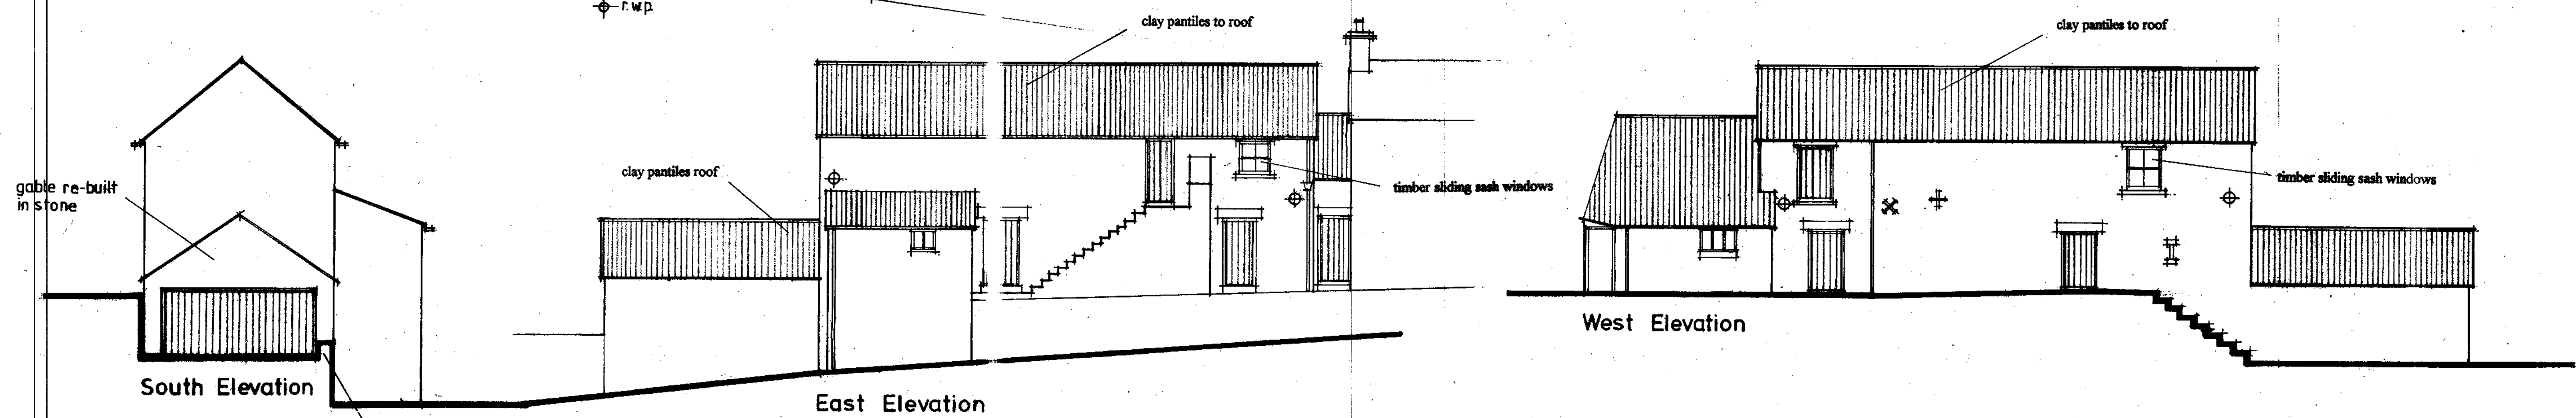 r.w.p.
clay pantiles to roof
clay pantiles to roof
clay pantiles roof
gable re-built
in stone
timber sliding sash windows
timber sliding sash windows
South Elevation
East Elevation
West Elevation